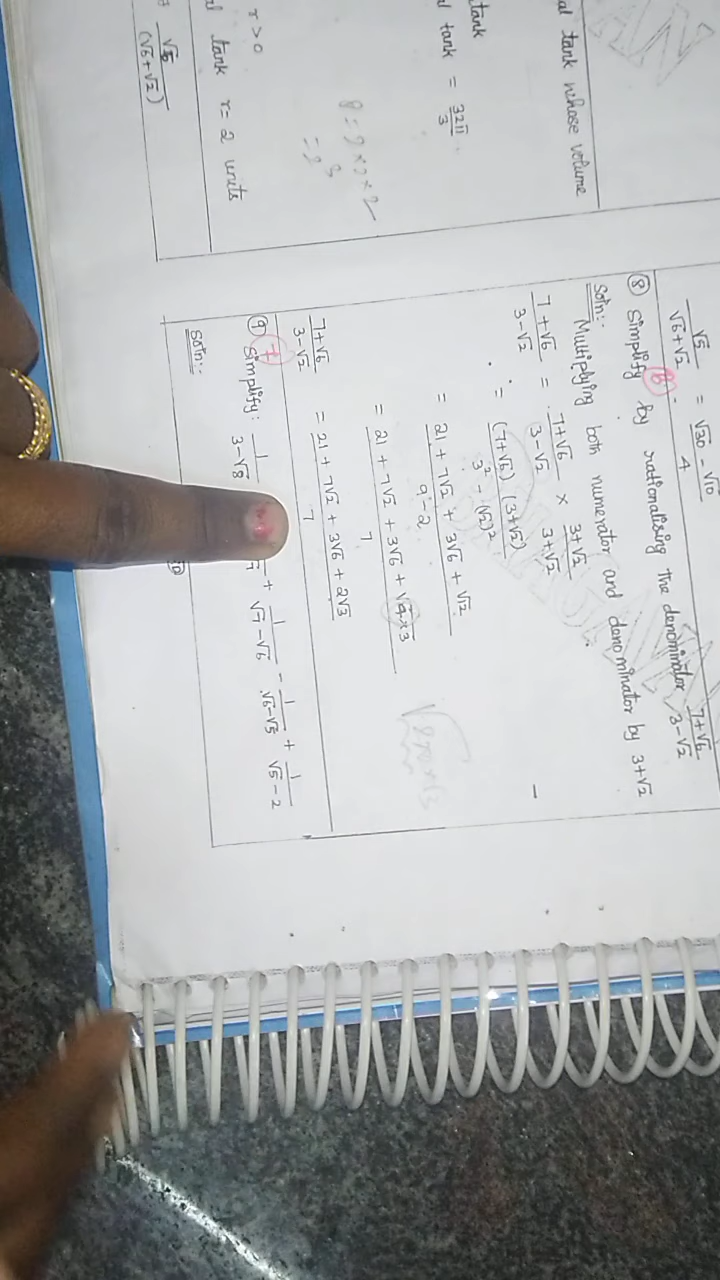 al tank whose volume
tank
al tank = 32π/3 .
r > 0
al tank r = 2 units
√5/(√6+√2)
√5/(√6+√2) = (√30 - √10)/4
⑧ Simplify by rationalising the denominator (7+√6)/(3-√2)
Soln:- Multiplying both numerator and denominator by 3+√2
(7+√6)/(3-√2) = (7+√6)/(3-√2) × (3+√2)/(3+√2)
= (7+√6)(3+√2)/(3² - (√2)²)
= (21 + 7√2 + 3√6 + √12)/(9-2)
= (21 + 7√2 + 3√6 + √4×3)/7
(7+√6)/(3-√2) = (21 + 7√2 + 3√6 + 2√3)/7
⑨ Simplify: 1/(3-√8) + 1/(√7-√6) - 1/(√6-√5) + 1/(√5-2)
Soln:-